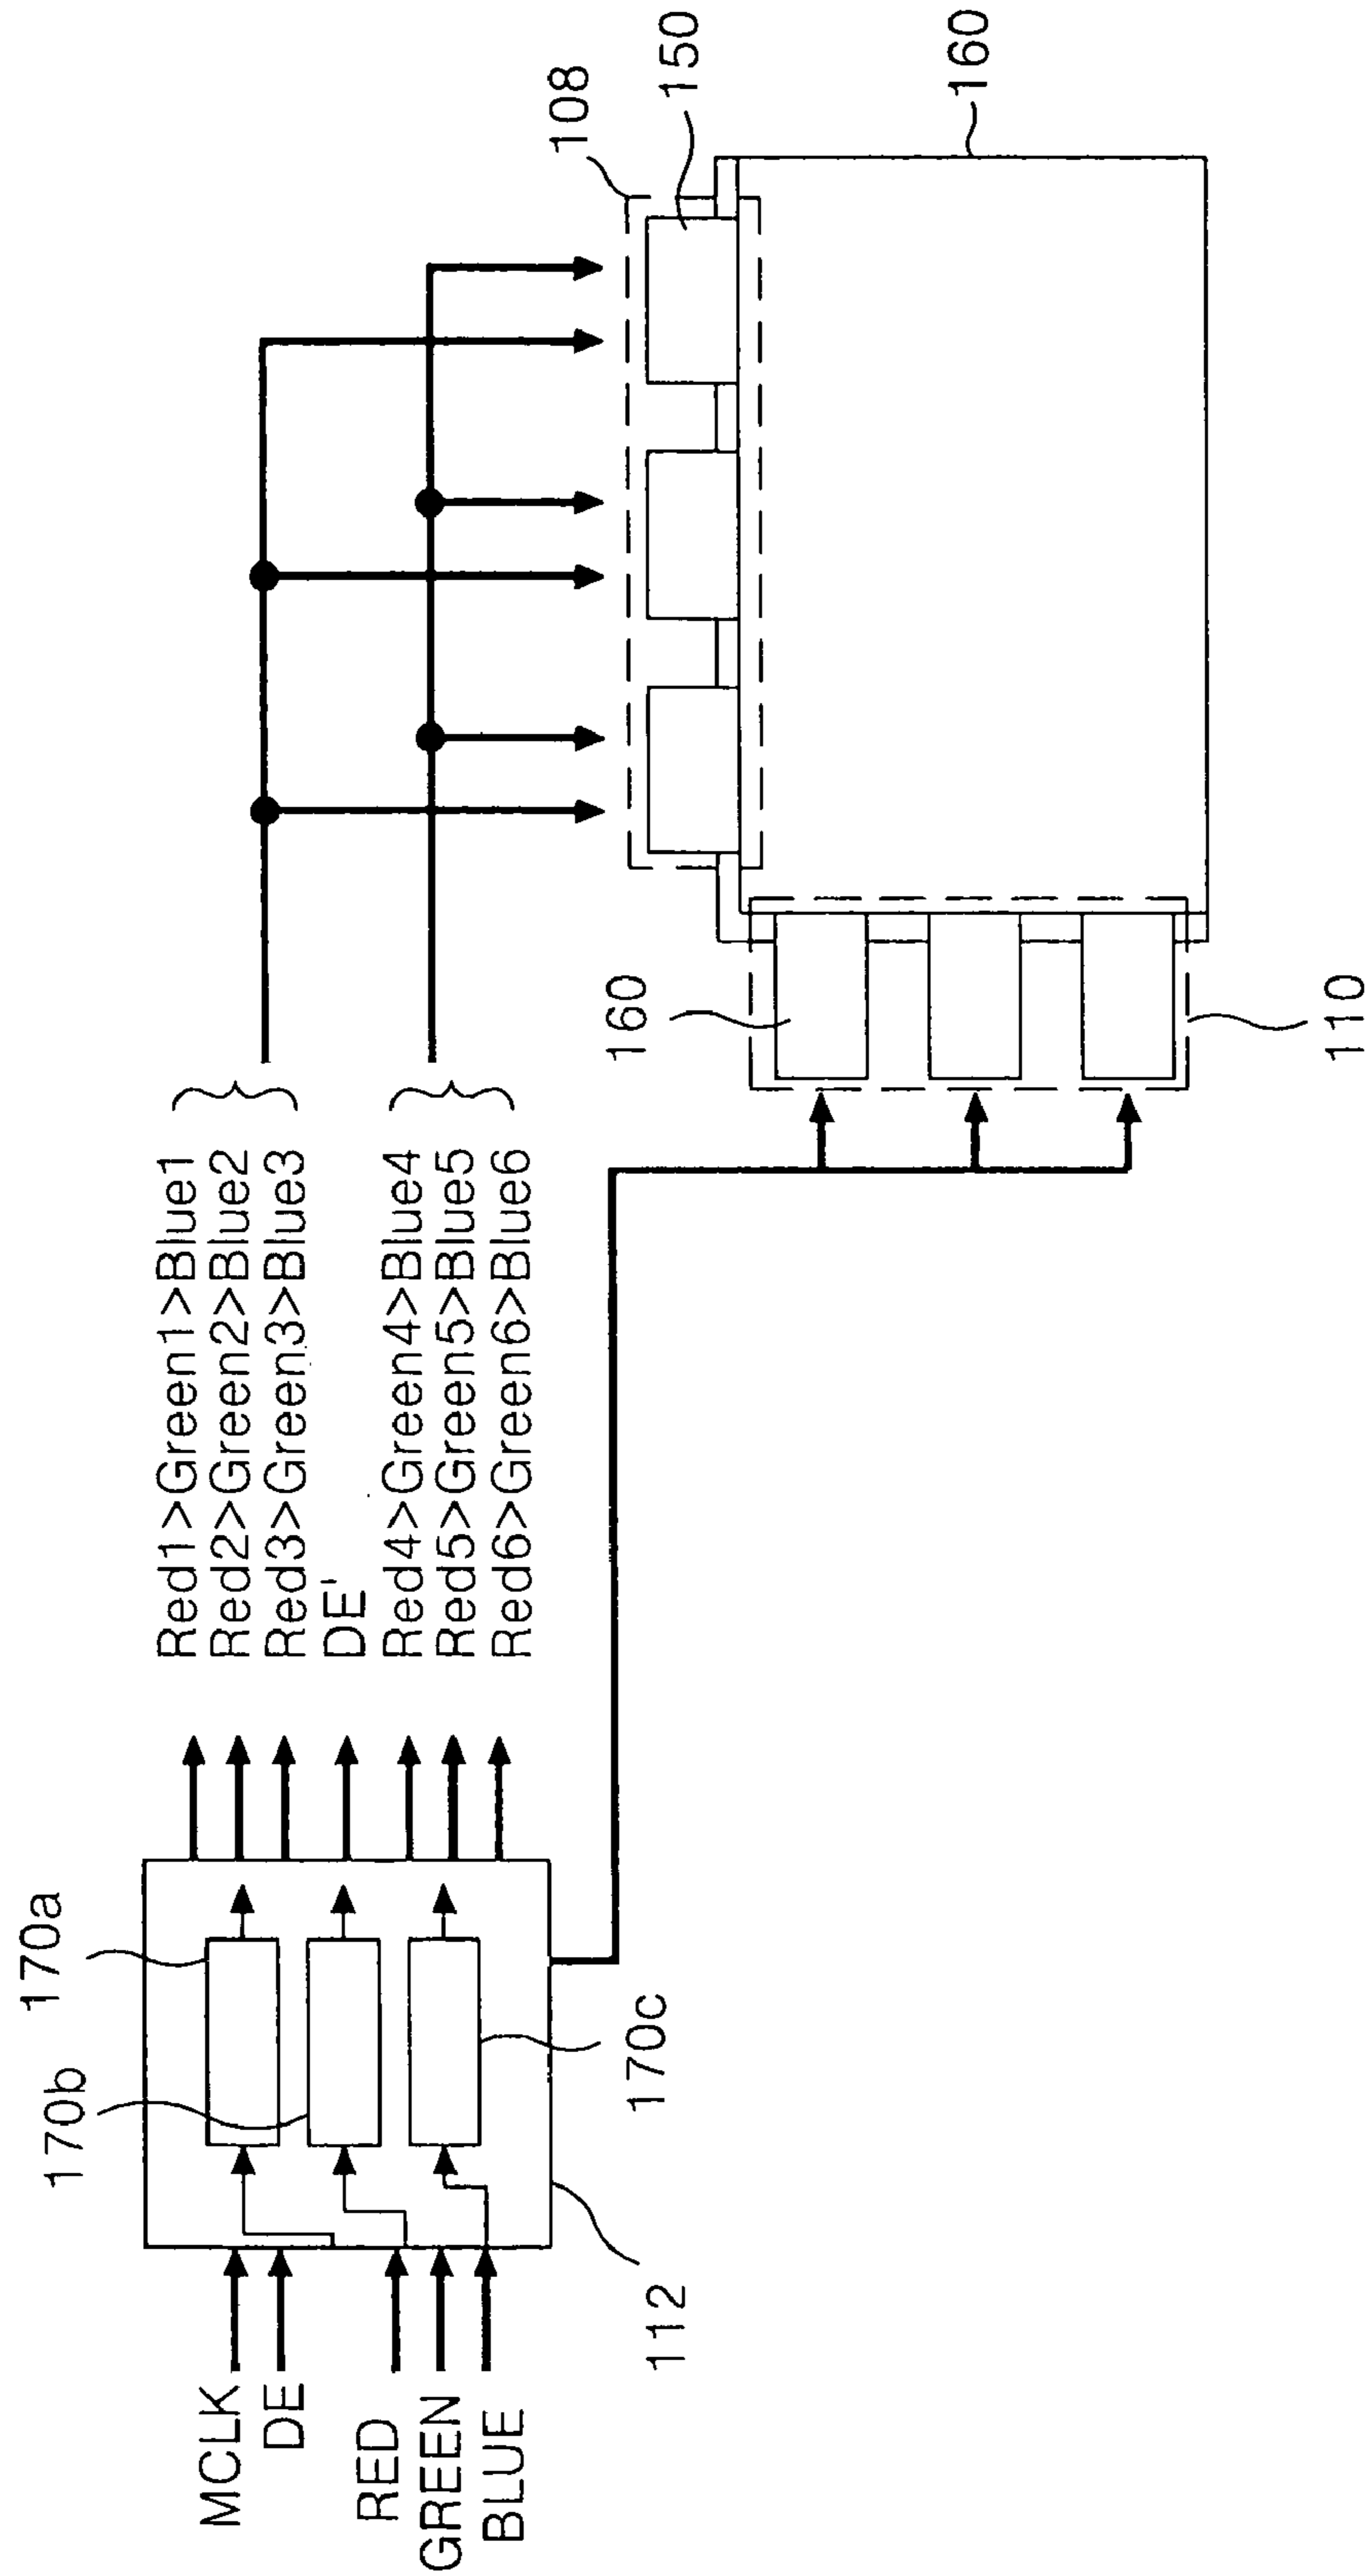 MCLK
DE
RED
GREEN
BLUE
112
170a
170b
170c
Red1>Green1>Blue1
Red2>Green2>Blue2
Red3>Green3>Blue3
DE'
Red4>Green4>Blue4
Red5>Green5>Blue5
Red6>Green6>Blue6
108
150
160
160
110